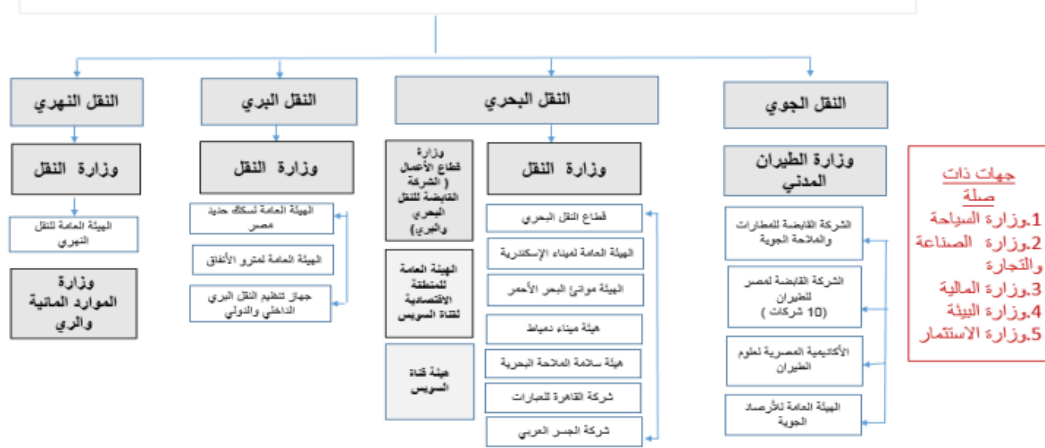 النقل الجوي
النقل البحري
النقل البري
النقل النهري
وزارة الطيران
المدني
الشركة القابضة للمطارات
والملاحة الجوية
الشركة القابضة لمصر
للطيران
(10 شركات )
الأكاديمية المصرية لعلوم
الطيران
الهيئة العامة للأرصاد
الجوية
وزارة النقل
قطاع النقل البحري
الهيئة العامة لميناء الإسكندرية
الهيئة موانئ البحر الأحمر
هيئة ميناء دمياط
هيئة سلامة الملاحة البحرية
شركة القاهرة للعبارات
شركة الجسر العربي
وزارة
قطاع الأعمال
( الشركة
القابضة للنقل
البحري
والبري)
الهيئة العامة
للمنطقة
الاقتصادية
لقناة السويس
هيئة قناة
السويس
وزارة النقل
الهيئة العامة لسكك حديد
مصر
الهيئة العامة لمترو الأنفاق
جهاز تنظيم النقل البري
الداخلي والدولي
وزارة النقل
الهيئة العامة للنقل
النهري
وزارة
الموارد المائية
والري
جهات ذات
صلة
1.وزارة السياحة
2.وزارة الصناعة
والتجارة
3.وزارة المالية
4.وزارة البيئة
5.وزارة الاستثمار